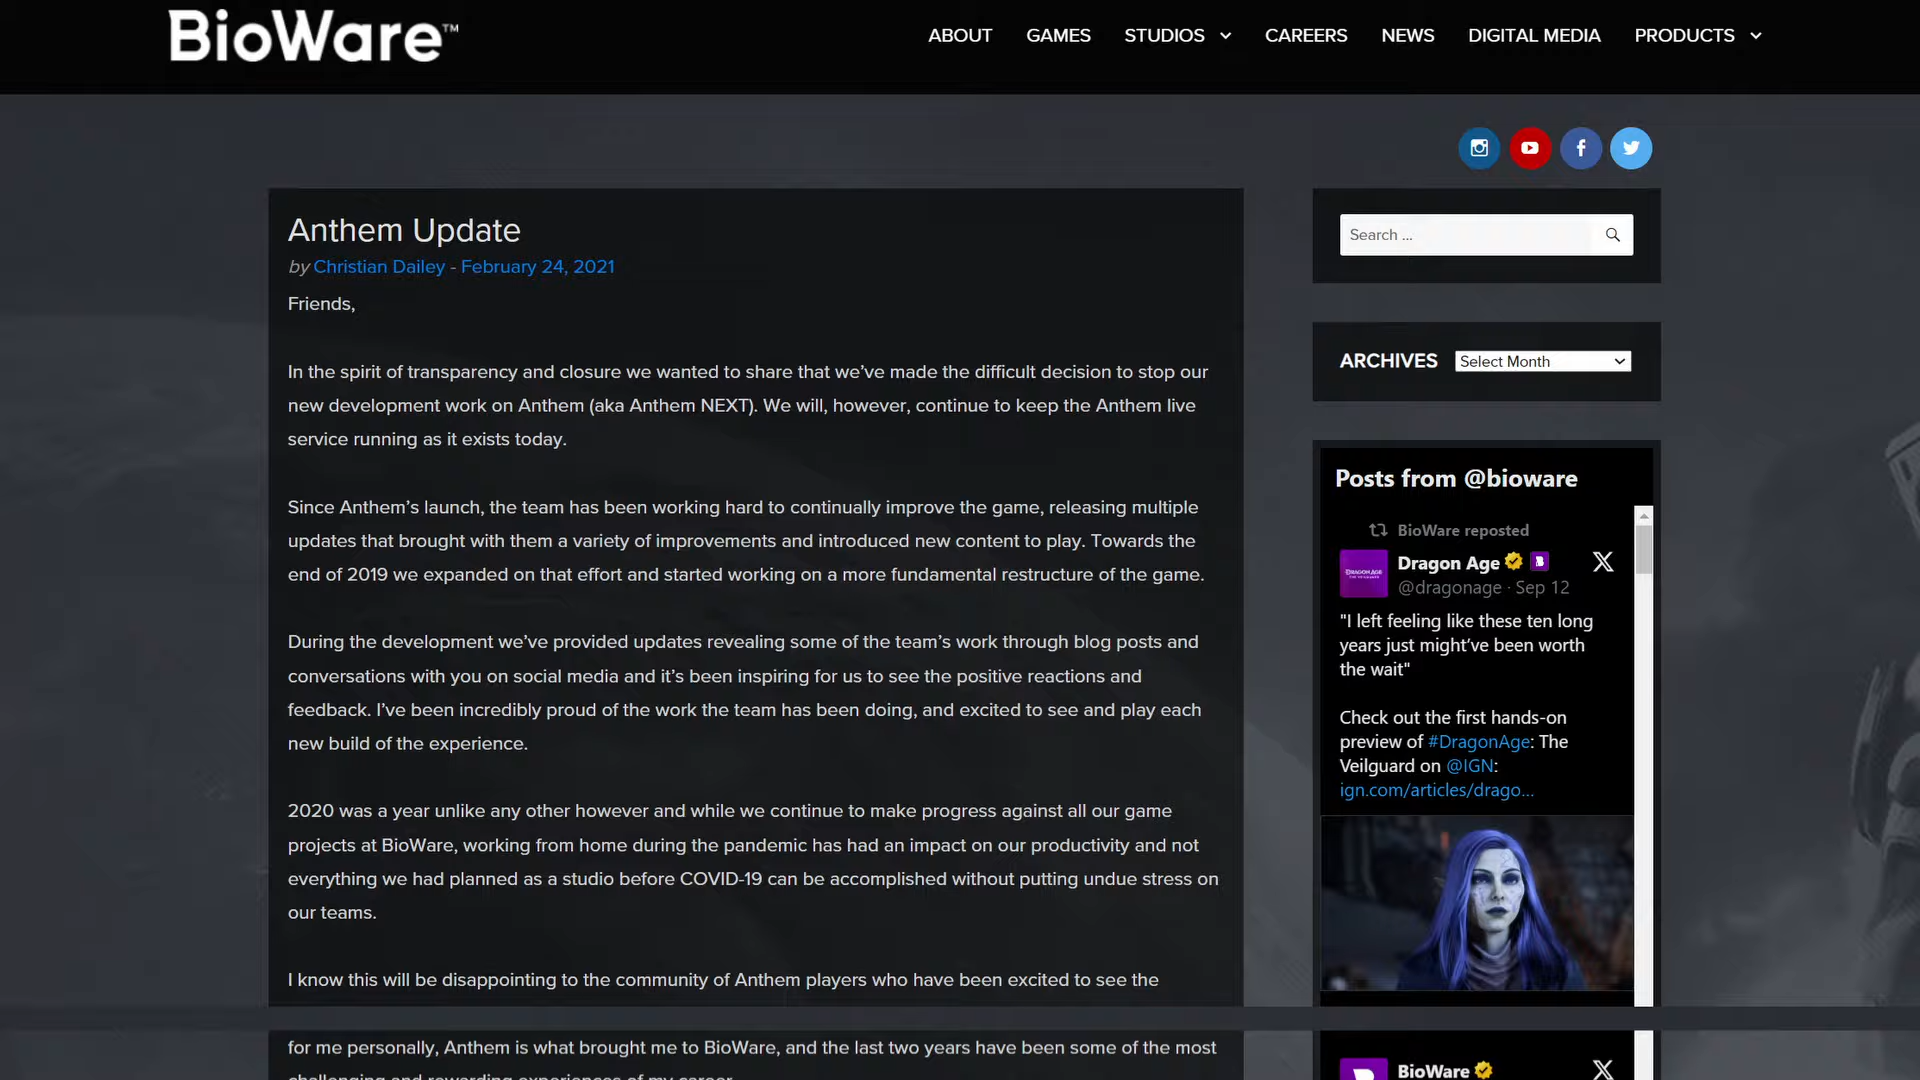 BioWare™
ABOUT GAMES STUDIOS CAREERS NEWS DIGITAL MEDIA PRODUCTS
Anthem Update
by Christian Dailey - February 24, 2021
Friends,
In the spirit of transparency and closure we wanted to share that we’ve made the difficult decision to stop our
new development work on Anthem (aka Anthem NEXT). We will, however, continue to keep the Anthem live
service running as it exists today.
Since Anthem’s launch, the team has been working hard to continually improve the game, releasing multiple
updates that brought with them a variety of improvements and introduced new content to play. Towards the
end of 2019 we expanded on that effort and started working on a more fundamental restructure of the game.
During the development we’ve provided updates revealing some of the team’s work through blog posts and
conversations with you on social media and it’s been inspiring for us to see the positive reactions and
feedback. I’ve been incredibly proud of the work the team has been doing, and excited to see and play each
new build of the experience.
2020 was a year unlike any other however and while we continue to make progress against all our game
projects at BioWare, working from home during the pandemic has had an impact on our productivity and not
everything we had planned as a studio before COVID-19 can be accomplished without putting undue stress on
our teams.
I know this will be disappointing to the community of Anthem players who have been excited to see the
for me personally, Anthem is what brought me to BioWare, and the last two years have been some of the most
challenging and rewarding experiences of my career
Search ...
ARCHIVES Select Month
Posts from @bioware
BioWare reposted
Dragon Age
@dragonage · Sep 12
"I left feeling like these ten long
years just might’ve been worth
the wait"
Check out the first hands-on
preview of #DragonAge: The
Veilguard on @IGN:
ign.com/articles/drago...
BioWare